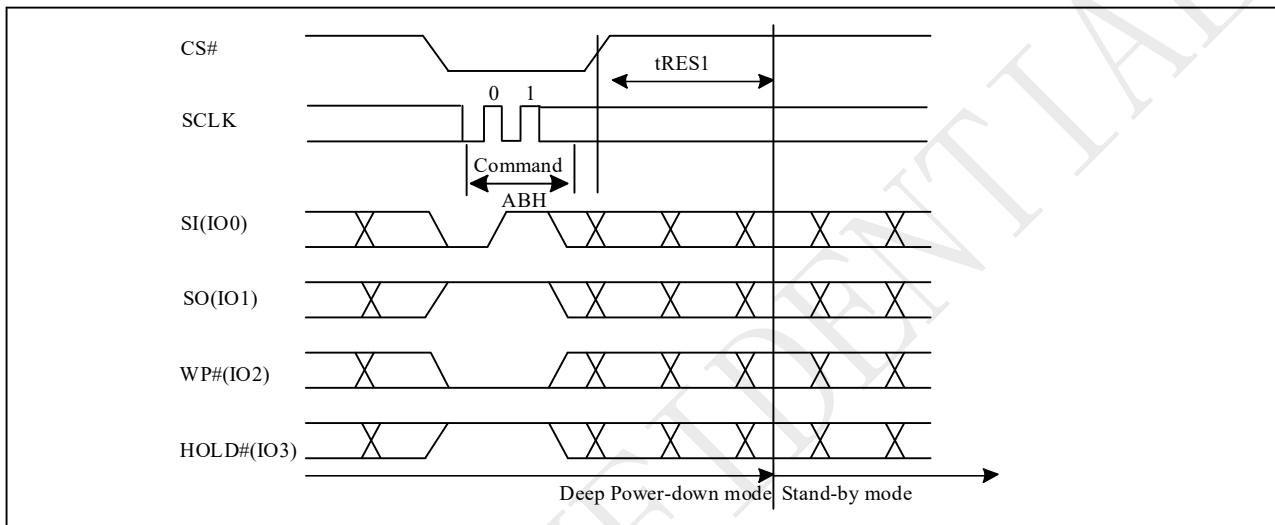 CS#
tRES1
0 1
SCLK
Command
ABH
SI(IO0)
SO(IO1)
WP#(IO2)
HOLD#(IO3)
Deep Power-down mode Stand-by mode